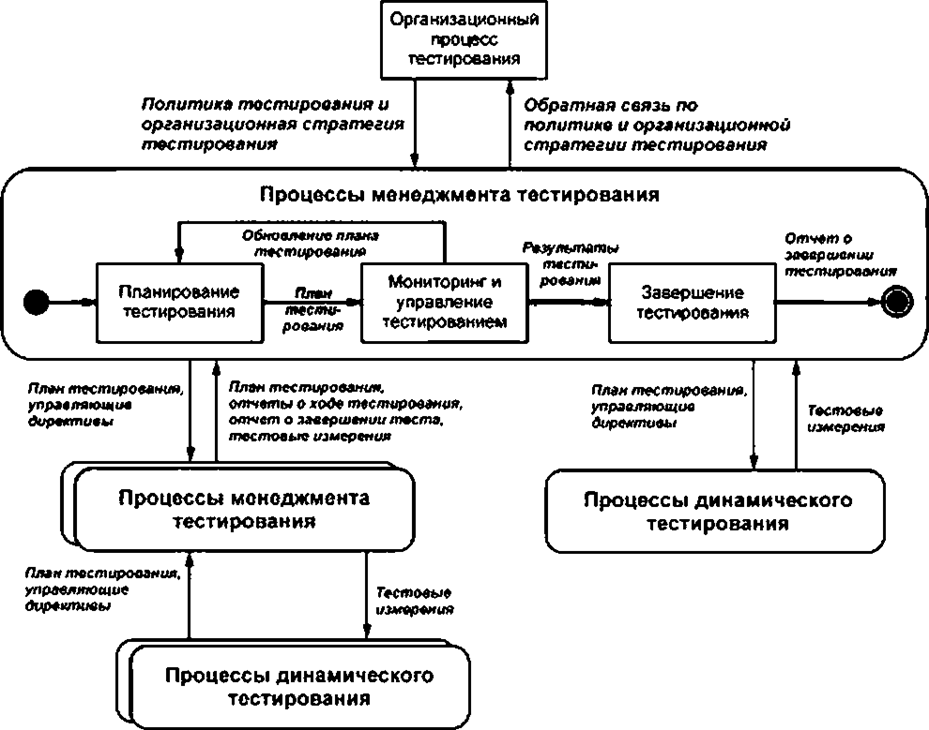 Организационный
процесс
тестирования
Политика тестирования и
организационная стратегия
тестирования
Обратная связь по
политике и организационной
стратегии тестирования
Процессы менеджмента тестирования
Обновление плана
тестирования
Планирование
тестирования
План
тести-
рования
Мониторинг и
управление
тестированием
Результаты
тести-
рования
Завершение
тестирования
Отчет о
завершении
тестирования
План тестирования,
управляющие
директивы
План тестирования,
отчеты о ходе тестирования,
отчет о завершении теста,
тестовые измерения
План тестирования,
управляющие
директивы
Тестовые
измерения
Процессы менеджмента
тестирования
Процессы динамического
тестирования
План тестирования,
управляющие
директивы
Тестовые
измерения
Процессы динамического
тестирования